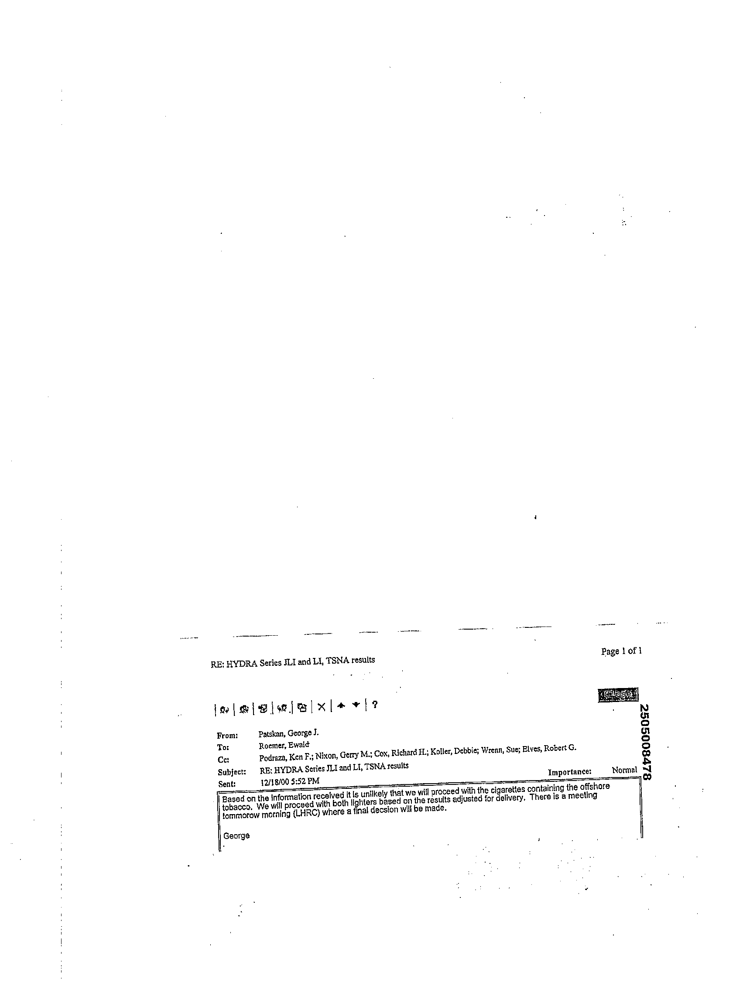 Page 1 of 1
RE: HYDRA Series JLI and LI, TSNA results
2505008478
From: Patskan, George J.
To: Roemer, Ewald
Cc: Podraza, Ken F.; Nixon, Gerry M.; Cox, Richard H.; Koller, Debbie; Wrenn, Sue; Elves, Robert G.
Subject: RE: HYDRA Series JLI and LI, TSNA results
Importance: Normal
Sent: 12/18/00 5:52 PM
Based on the information received it is unlikely that we will proceed with the cigarettes containing the offshore
tobacco. We will proceed with both lighters based on the results adjusted for delivery. There is a meeting
tommorow morning (LHRC) where a final decsion will be made.
George